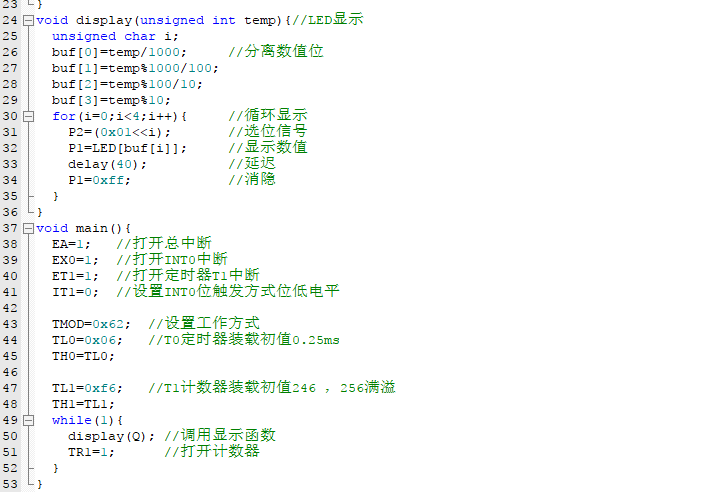 23 }
24 void display(unsigned int temp){//LED显示
25 unsigned char i;
26 buf[0]=temp/1000; //分离数值位
27 buf[1]=temp%1000/100;
28 buf[2]=temp%100/10;
29 buf[3]=temp%10;
30 for(i=0;i<4;i++){ //循环显示
31 P2=(0x01<<i); //选位信号
32 P1=LED[buf[i]]; //显示数值
33 delay(40); //延迟
34 P1=0xff; //消隐
35 }
36 }
37 void main(){
38 EA=1; //打开总中断
39 EX0=1; //打开INT0中断
40 ET1=1; //打开定时器T1中断
41 IT1=0; //设置INT0位触发方式位低电平
42
43 TMOD=0x62; //设置工作方式
44 TL0=0x06; //T0定时器装载初值0.25ms
45 TH0=TL0;
46
47 TL1=0xf6; //T1计数器装载初值246 ，256满溢
48 TH1=TL1;
49 while(1){
50 display(Q); //调用显示函数
51 TR1=1; //打开计数器
52 }
53 }